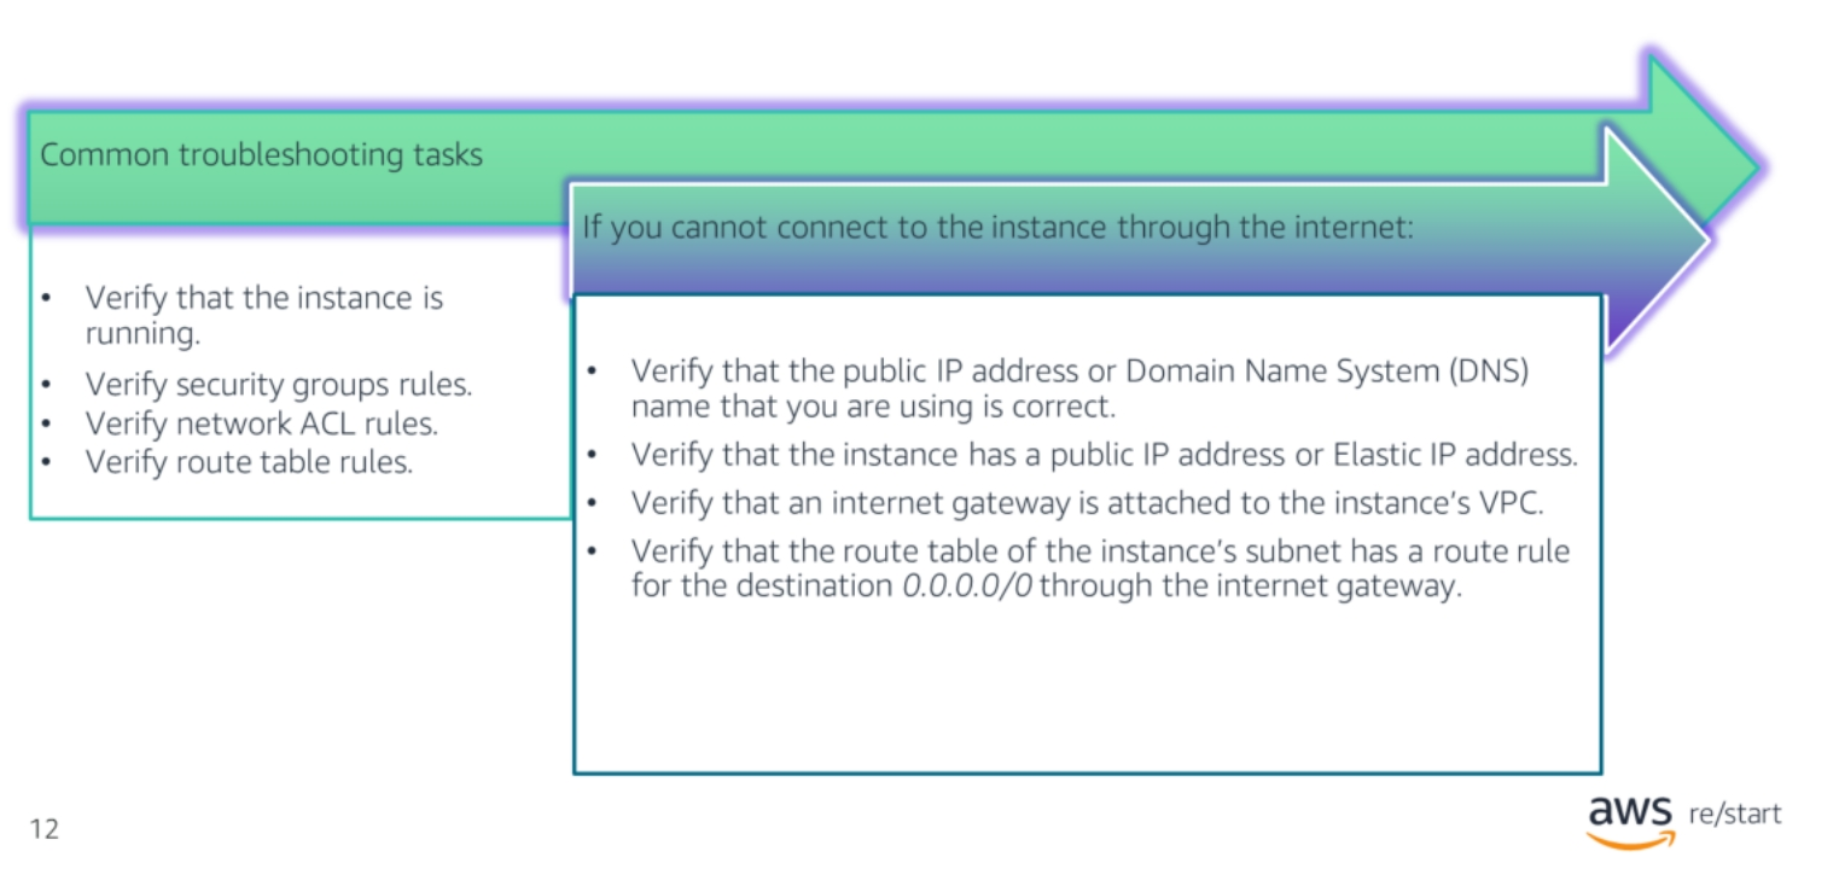 Common troubleshooting tasks
• Verify that the instance is
running.
• Verify security groups rules.
• Verify network ACL rules.
• Verify route table rules.
If you cannot connect to the instance through the internet:
• Verify that the public IP address or Domain Name System (DNS)
name that you are using is correct.
• Verify that the instance has a public IP address or Elastic IP address.
• Verify that an internet gateway is attached to the instance’s VPC.
• Verify that the route table of the instance’s subnet has a route rule
for the destination 0.0.0.0/0 through the internet gateway.
12
aws re/start